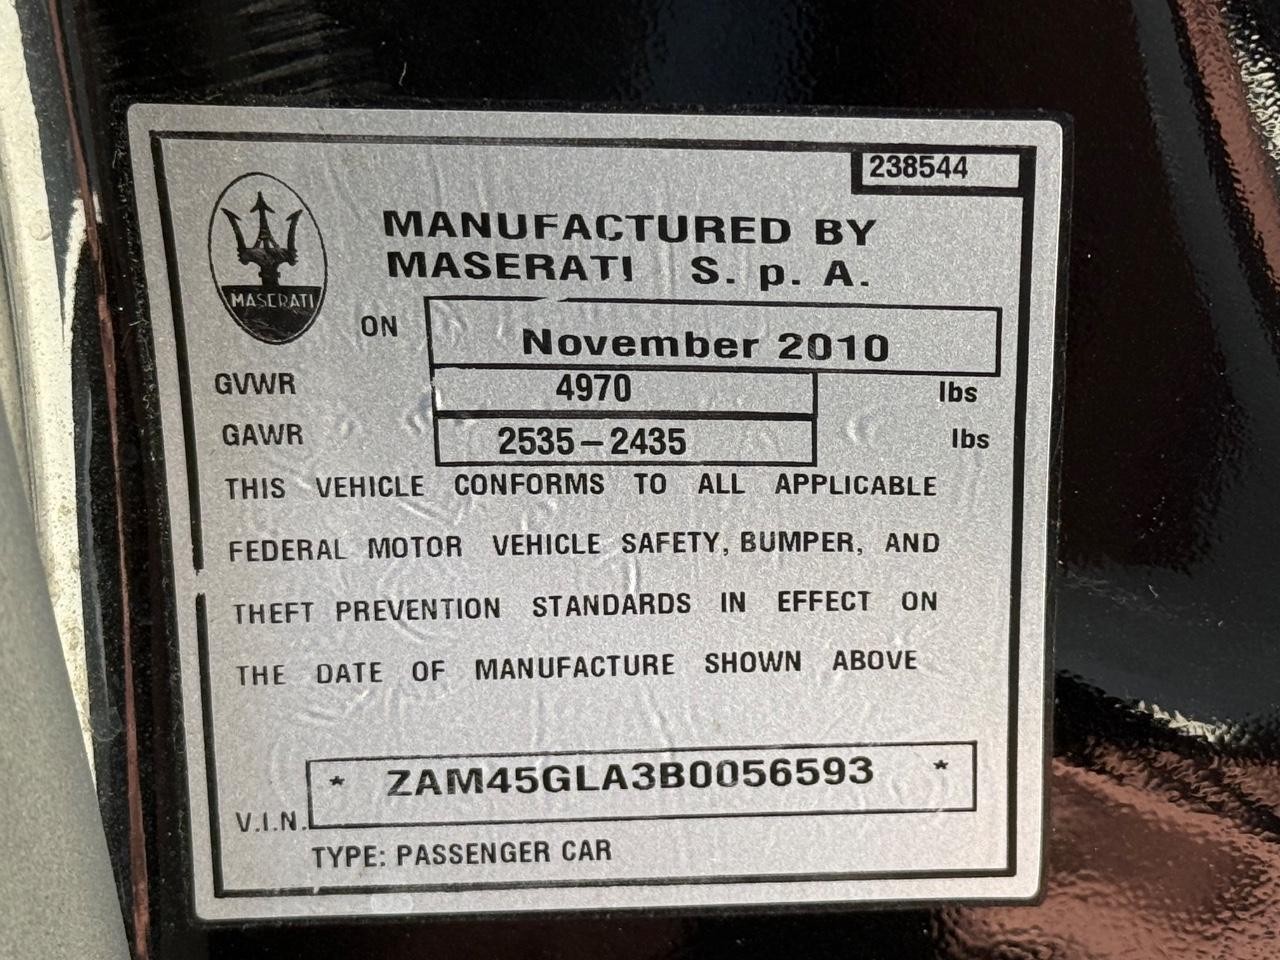 238544
MASERATI
MANUFACTURED BY
MASERATI S. p. A.
ON November 2010
GVWR 4970 lbs
GAWR 2535-2435 lbs
THIS VEHICLE CONFORMS TO ALL APPLICABLE
FEDERAL MOTOR VEHICLE SAFETY, BUMPER, AND
THEFT PREVENTION STANDARDS IN EFFECT ON
THE DATE OF MANUFACTURE SHOWN ABOVE
V.I.N. * ZAM45GLA3B0056593 *
TYPE: PASSENGER CAR